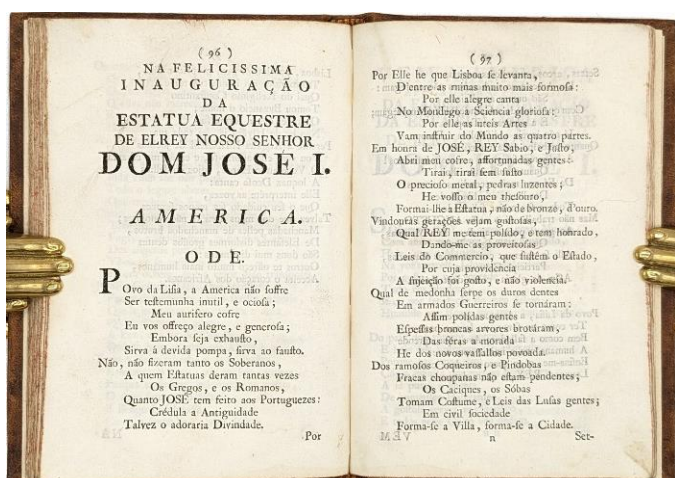 ( 96 )
NA FELICISSIMA
INAUGURAÇÃO
DA
ESTATUA EQUESTRE
DE ELREY NOSSO SENHOR
DOM JOSE I.
AMERICA.
ODE.
POvo da Lisia, a America não soffre
Ser testemunha inutil, e ociosa;
Meu aurifero cofre
Eu vos offreço alegre, e generosa;
Embora seja exhausto,
Sirva à devida pompa, sirva ao fausto.
Não, não fizeram tanto os Soberanos,
A quem Estatuas deram tantas vezes
Os Gregos, e os Romanos,
Quanto JOSÉ tem feito aos Portuguezes:
Crédula a Antiguidade
Talvez o adoraria Divindade.
Por
( 97 )
Por Elle he que Lisboa se levanta,
D'entre as ruinas muito mais formosa:
Por elle alegre canta
No Mondego a Sciencia gloriosa:
Por elle as uteis Artes
Vam instruir do Mundo as quatro partes.
Em honra de JOSÉ, REY Sabio, e Justo,
Abri meu cofre, affortunadas gentes:
Tirai, tirai sem susto
O precioso metal, pedras luzentes;
He vosso o meu thesouro,
Formai-lhe a Estatua, não de bronze, d'ouro.
Vindouras gerações vejam gostosas,
Qual REY me tem polido, e tem honrado,
Dando-me as proveitosas
Leis do Commercio, que sustém o Estado,
Por cuja providencia
A sujeição foi gosto, e não violencia.
Qual de medonha serpe os duros dentes
Em armados Guerreiros se tornáram:
Assim polidas gentes
Espessas broncas arvores brotáram,
Das féras a morada
He dos novos vassallos povoada.
Dos ramosos Coqueiros, e Pindobas
Fracas choupanas não estam pendentes;
Os Caciques, os Sóbas
Tomam Costume, e Leis das Lusas gentes;
Em civil sociedade
Forma-se a Villa, forma-se a Cidade.
n Set-